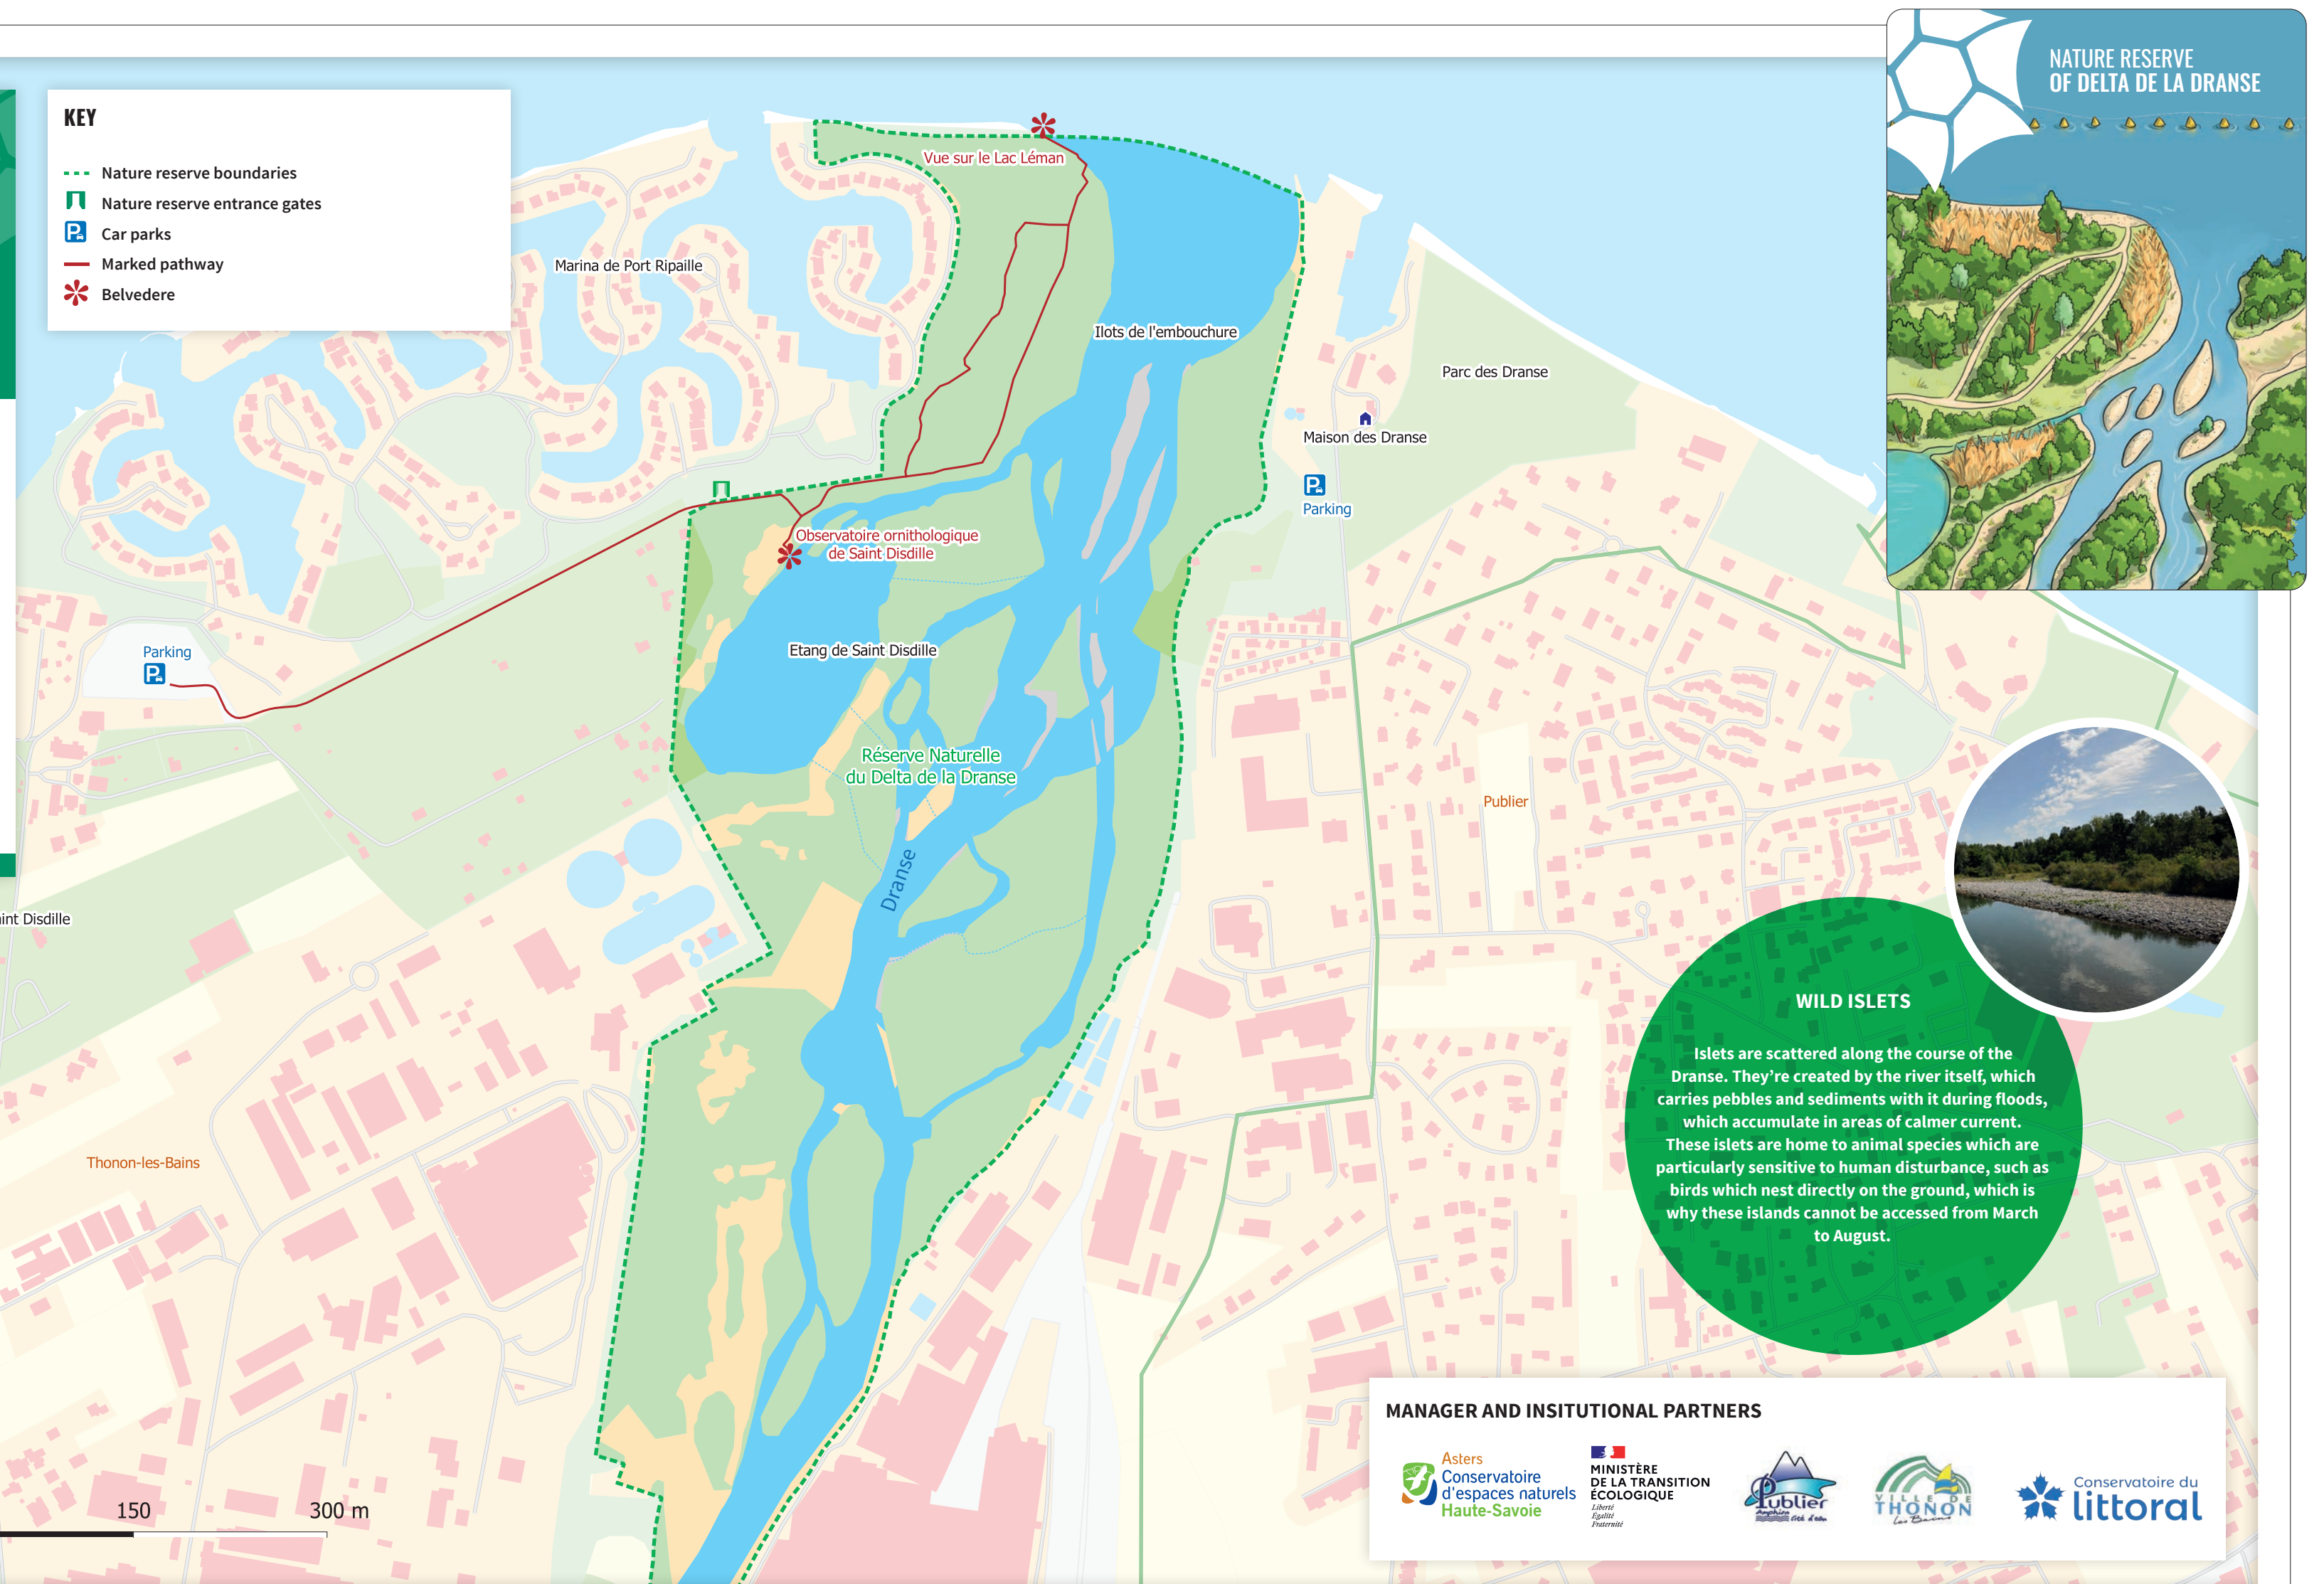 KEY
Nature reserve boundaries
Nature reserve entrance gates
Car parks
Marked pathway
Belvedere
NATURE RESERVE
OF DELTA DE LA DRANSE
Vue sur le Lac Léman
Marina de Port Ripaille
Ilots de l'embouchure
Parc des Dranse
Maison des Dranse
P
Parking
Observatoire ornithologique
de Saint Disdille
Parking
P
Etang de Saint Disdille
Réserve Naturelle
du Delta de la Dranse
Publier
Dranse
int Disdille
Thonon-les-Bains
WILD ISLETS
Islets are scattered along the course of the
Dranse. They’re created by the river itself, which
carries pebbles and sediments with it during floods,
which accumulate in areas of calmer current.
These islets are home to animal species which are
particularly sensitive to human disturbance, such as
birds which nest directly on the ground, which is
why these islands cannot be accessed from March
to August.
150
300 m
MANAGER AND INSITUTIONAL PARTNERS
Asters
Conservatoire
d'espaces naturels
Haute-Savoie
MINISTÈRE
DE LA TRANSITION
ÉCOLOGIQUE
Liberté
Égalité
Fraternité
Publier
Amphion cité d'eau
VILLE DE
THONON
les Bains
Conservatoire du
littoral